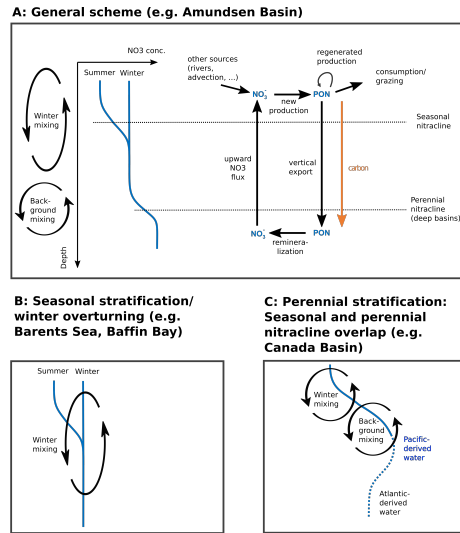 A: General scheme (e.g. Amundsen Basin)
NO3 conc.
Summer Winter
Winter
mixing
Back-
ground
mixing
Depth
other sources
(rivers,
advection, ...)
NO₃⁻
new
production
regenerated
production
PON
consumption/
grazing
Seasonal
nitracline
upward
NO3
flux
vertical
export
carbon
Perennial
nitracline
(deep basins)
NO₃⁻
reminera-
lization
PON
B: Seasonal stratification/
winter overturning (e.g.
Barents Sea, Baffin Bay)
Summer Winter
Winter
mixing
C: Perennial stratification:
Seasonal and perennial
nitracline overlap (e.g.
Canada Basin)
Winter
mixing
Back-
ground
mixing
Pacific-
derived
water
Atlantic-
derived
water